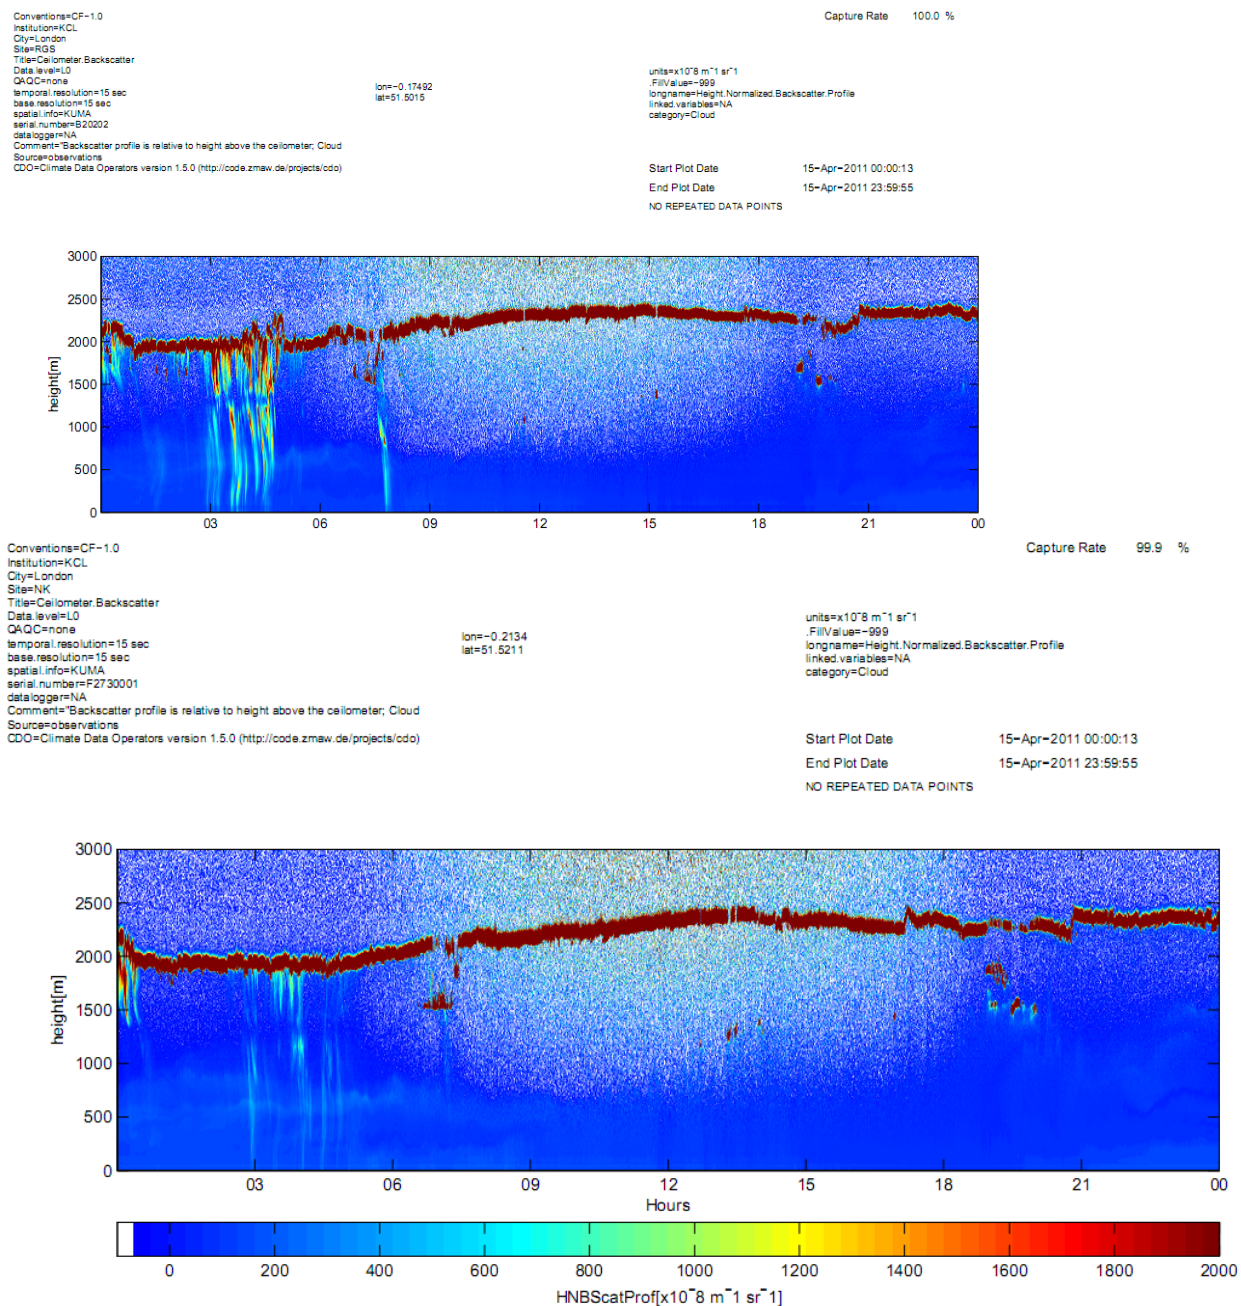 Conventions=CF-1.0
Institution=KCL
City=London
Site=RGS
Title=Ceilometer.Backscatter
Data.level=L0
QAQC=none
temporal.resolution=15 sec
base.resolution=15 sec
spatial.info=KUMA
serial.number=B20202
datalogger=NA
Comment="Backscatter profile is relative to height above the ceilometer; Cloud
Source=observations
CDO=Climate Data Operators version 1.5.0 (http://code.zmaw.de/projects/cdo)
lon=-0.17492
lat=51.5015
Capture Rate 100.0 %
units=x10^-8 m^-1 sr^-1
.FillValue=-999
longname=Height.Normalized.Backscatter.Profile
linked.variables=NA
category=Cloud
Start Plot Date 15-Apr-2011 00:00:13
End Plot Date 15-Apr-2011 23:59:55
NO REPEATED DATA POINTS
height[m]
3000
2500
2000
1500
1000
500
0
03 06 09 12 15 18 21 00
Conventions=CF-1.0
Institution=KCL
City=London
Site=NK
Title=Ceilometer.Backscatter
Data.level=L0
QAQC=none
temporal.resolution=15 sec
base.resolution=15 sec
spatial.info=KUMA
serial.number=F2730001
datalogger=NA
Comment="Backscatter profile is relative to height above the ceilometer; Cloud
Source=observations
CDO=Climate Data Operators version 1.5.0 (http://code.zmaw.de/projects/cdo)
lon=-0.2134
lat=51.5211
Capture Rate 99.9 %
units=x10^-8 m^-1 sr^-1
.FillValue=-999
longname=Height.Normalized.Backscatter.Profile
linked.variables=NA
category=Cloud
Start Plot Date 15-Apr-2011 00:00:13
End Plot Date 15-Apr-2011 23:59:55
NO REPEATED DATA POINTS
height[m]
3000
2500
2000
1500
1000
500
0
03 06 09 12 15 18 21 00
Hours
0 200 400 600 800 1000 1200 1400 1600 1800 2000
HNBScatProf[x10^-8 m^-1 sr^-1]